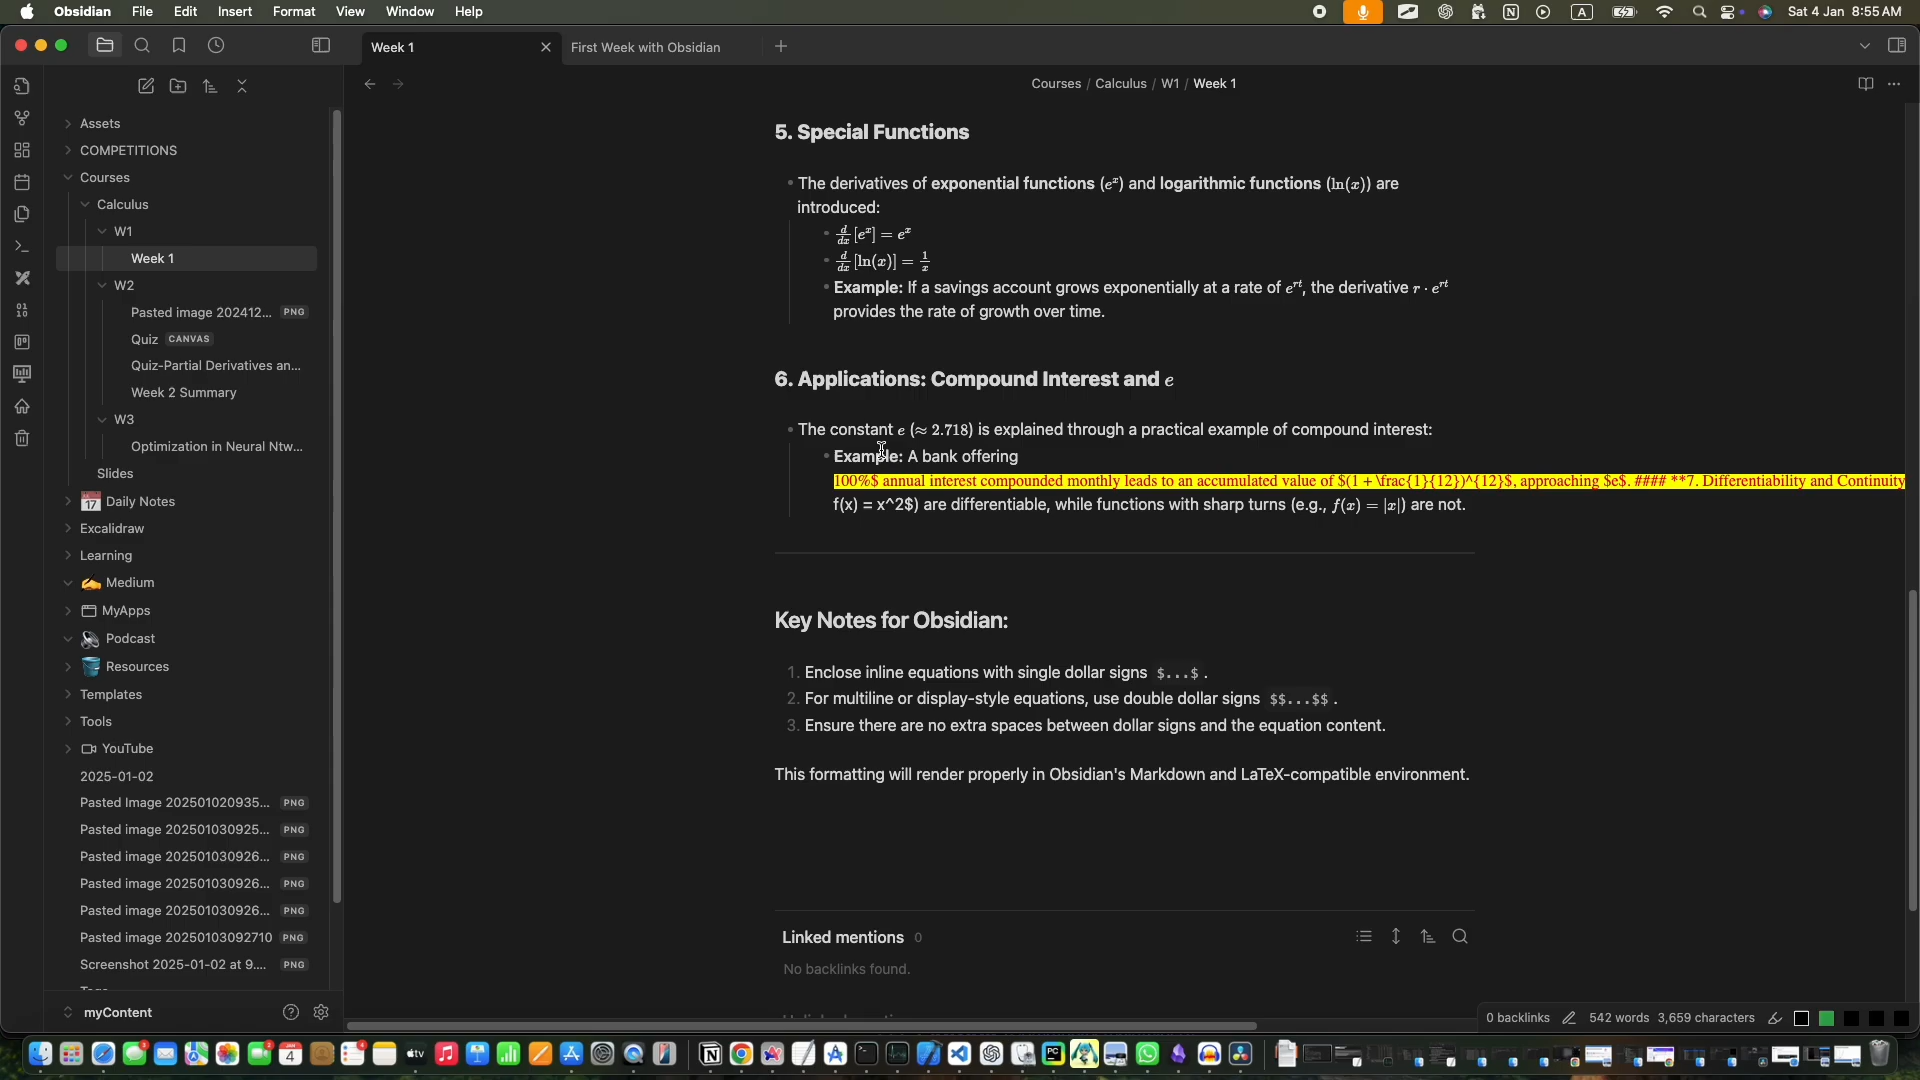 Obsidian File Edit Insert Format View Window Help
A Sat 4 Jan 8:55 AM
Week 1
First Week with Obsidian
Courses / Calculus / W1 / Week 1
Assets
COMPETITIONS
Courses
Calculus
W1
Week 1
W2
Pasted image 202412... PNG
Quiz CANVAS
Quiz-Partial Derivatives an...
Week 2 Summary
W3
Optimization in Neural Ntw...
Slides
Daily Notes
Excalidraw
Learning
Medium
MyApps
Podcast
Resources
Templates
Tools
YouTube
2025-01-02
Pasted Image 202501020935... PNG
Pasted image 202501030925... PNG
Pasted image 202501030926... PNG
Pasted image 202501030926... PNG
Pasted image 202501030926... PNG
Pasted image 20250103092710 PNG
Screenshot 2025-01-02 at 9.... PNG
myContent
5. Special Functions
The derivatives of exponential functions (eˣ) and logarithmic functions (ln(x)) are
introduced:
d/dx [eˣ] = eˣ
d/dx [ln(x)] = 1/x
Example: If a savings account grows exponentially at a rate of eʳᵗ, the derivative r · eʳᵗ
provides the rate of growth over time.
6. Applications: Compound Interest and e
The constant e (≈ 2.718) is explained through a practical example of compound interest:
Example: A bank offering
100%$ annual interest compounded monthly leads to an accumulated value of $(1 + \frac{1}{12})^{12}$, approaching $e$. #### **7. Differentiability and Continuity
f(x) = x^2$) are differentiable, while functions with sharp turns (e.g., f(x) = |x|) are not.
Key Notes for Obsidian:
1. Enclose inline equations with single dollar signs $...$ .
2. For multiline or display-style equations, use double dollar signs $$...$$ .
3. Ensure there are no extra spaces between dollar signs and the equation content.
This formatting will render properly in Obsidian's Markdown and LaTeX-compatible environment.
Linked mentions 0
No backlinks found.
0 backlinks 542 words 3,659 characters